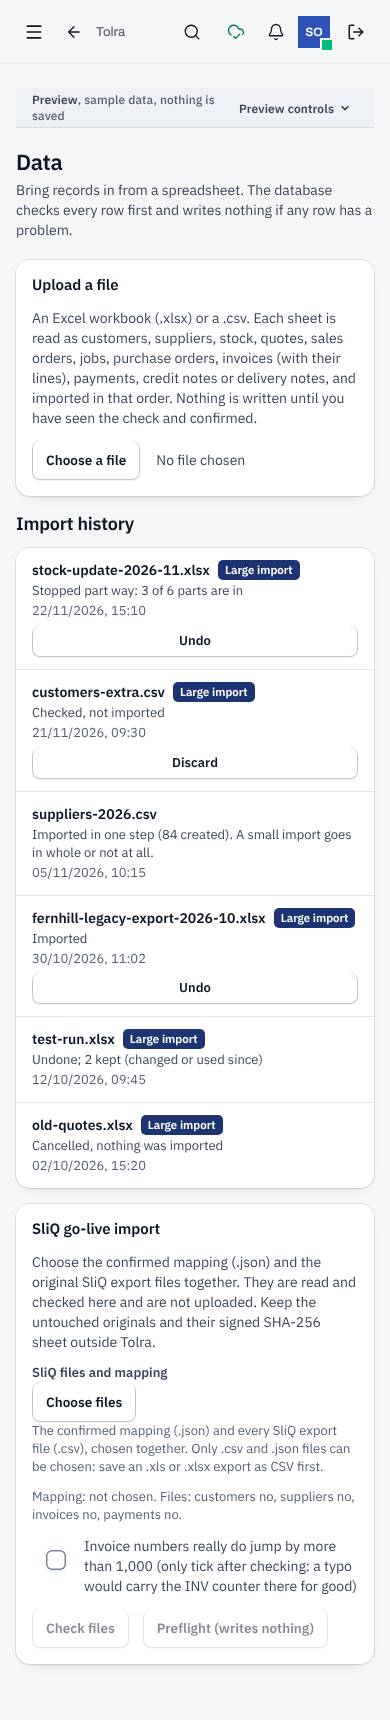 Tolra
SO
Preview, sample data, nothing is
saved
Preview controls
Data
Bring records in from a spreadsheet. The database
checks every row first and writes nothing if any row has a
problem.
Upload a file
An Excel workbook (.xlsx) or a .csv. Each sheet is
read as customers, suppliers, stock, quotes, sales
orders, jobs, purchase orders, invoices (with their
lines), payments, credit notes or delivery notes, and
imported in that order. Nothing is written until you
have seen the check and confirmed.
Choose a file No file chosen
Import history
stock-update-2026-11.xlsx Large import
Stopped part way: 3 of 6 parts are in
22/11/2026, 15:10
Undo
customers-extra.csv Large import
Checked, not imported
21/11/2026, 09:30
Discard
suppliers-2026.csv
Imported in one step (84 created). A small import goes
in whole or not at all.
05/11/2026, 10:15
fernhill-legacy-export-2026-10.xlsx Large import
Imported
30/10/2026, 11:02
Undo
test-run.xlsx Large import
Undone; 2 kept (changed or used since)
12/10/2026, 09:45
old-quotes.xlsx Large import
Cancelled, nothing was imported
02/10/2026, 15:20
SliQ go-live import
Choose the confirmed mapping (.json) and the
original SliQ export files together. They are read and
checked here and are not uploaded. Keep the
untouched originals and their signed SHA-256
sheet outside Tolra.
SliQ files and mapping
Choose files
The confirmed mapping (.json) and every SliQ export
file (.csv), chosen together. Only .csv and .json files can
be chosen: save an .xls or .xlsx export as CSV first.
Mapping: not chosen. Files: customers no, suppliers no,
invoices no, payments no.
Invoice numbers really do jump by more
than 1,000 (only tick after checking: a typo
would carry the INV counter there for good)
Check files Preflight (writes nothing)